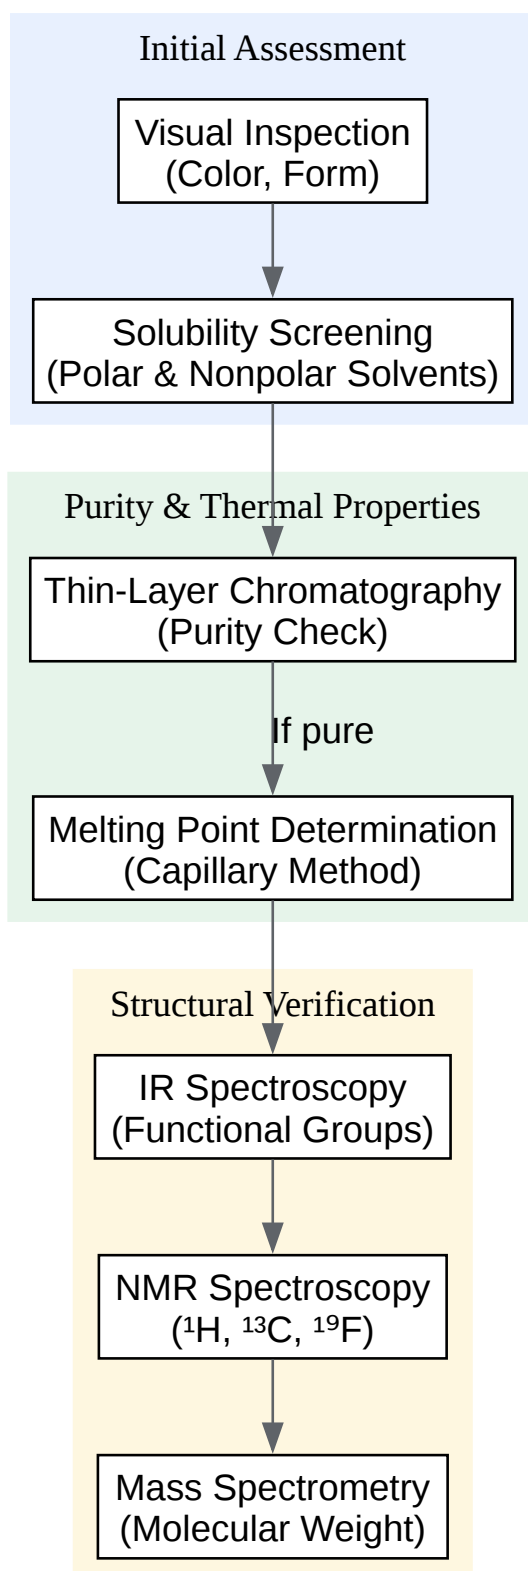 Initial Assessment
Visual Inspection
(Color, Form)
Solubility Screening
(Polar & Nonpolar Solvents)
Purity & Thermal Properties
Thin-Layer Chromatography
(Purity Check)
If pure
Melting Point Determination
(Capillary Method)
Structural Verification
IR Spectroscopy
(Functional Groups)
NMR Spectroscopy
(¹H, ¹³C, ¹⁹F)
Mass Spectrometry
(Molecular Weight)